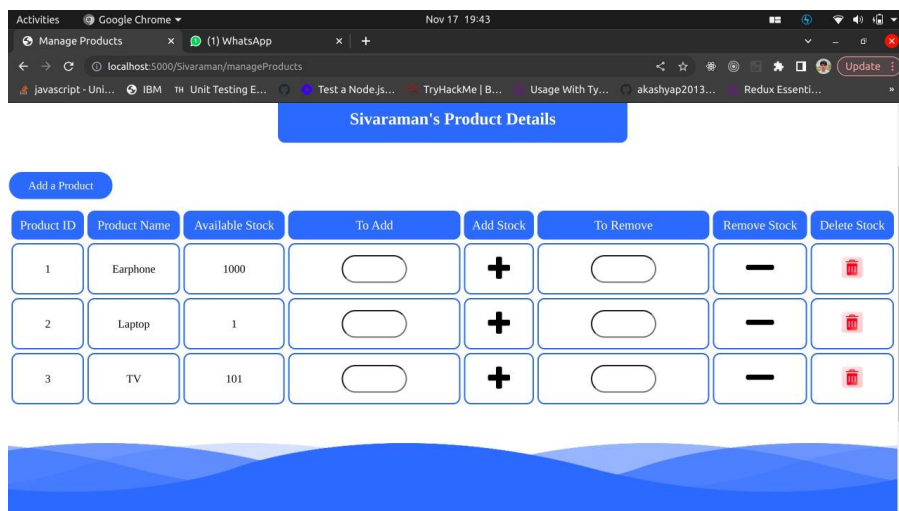 Activities Google Chrome Nov 17 19:43
Manage Products (1) WhatsApp
localhost:5000/Sivaraman/manageProducts Update
javascript - Uni... IBM TH Unit Testing E... Test a Node.js... TryHackMe | B... Usage With Ty... akashyap2013... Redux Essenti... »
Sivaraman's Product Details
Add a Product
Product ID Product Name Available Stock To Add Add Stock To Remove Remove Stock Delete Stock
1 Earphone 1000
2 Laptop 1
3 TV 101